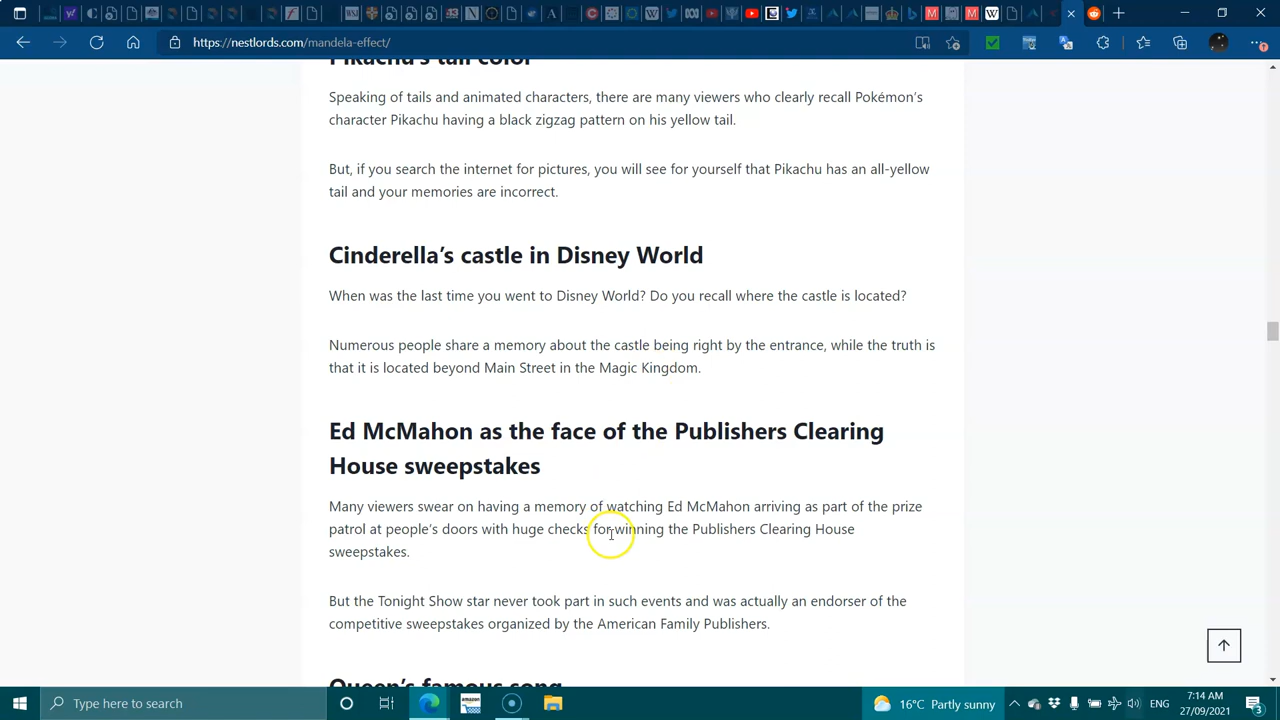 https://nestlords.com/mandela-effect/
Pikachu's tail color
Speaking of tails and animated characters, there are many viewers who clearly recall Pokémon's
character Pikachu having a black zigzag pattern on his yellow tail.
But, if you search the internet for pictures, you will see for yourself that Pikachu has an all-yellow
tail and your memories are incorrect.
Cinderella's castle in Disney World
When was the last time you went to Disney World? Do you recall where the castle is located?
Numerous people share a memory about the castle being right by the entrance, while the truth is
that it is located beyond Main Street in the Magic Kingdom.
Ed McMahon as the face of the Publishers Clearing
House sweepstakes
Many viewers swear on having a memory of watching Ed McMahon arriving as part of the prize
patrol at people's doors with huge checks for winning the Publishers Clearing House
sweepstakes.
But the Tonight Show star never took part in such events and was actually an endorser of the
competitive sweepstakes organized by the American Family Publishers.
Queen's famous song
Type here to search
16°C Partly sunny
ENG
7:14 AM
27/09/2021
3